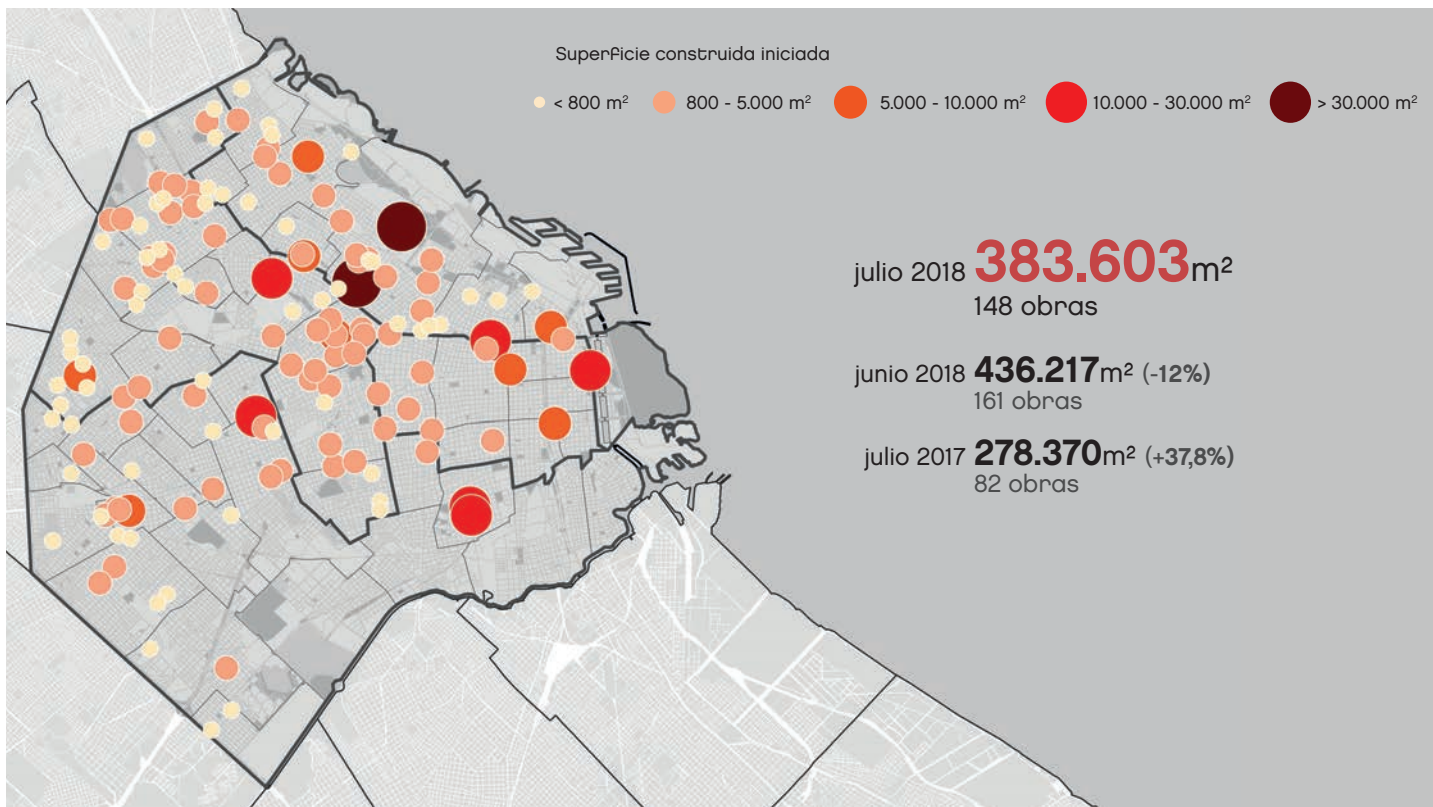 Superficie construida iniciada
< 800 m²
800 - 5.000 m²
5.000 - 10.000 m²
10.000 - 30.000 m²
> 30.000 m²
julio 2018 383.603m²
148 obras
junio 2018 436.217m² (-12%)
161 obras
julio 2017 278.370m² (+37,8%)
82 obras